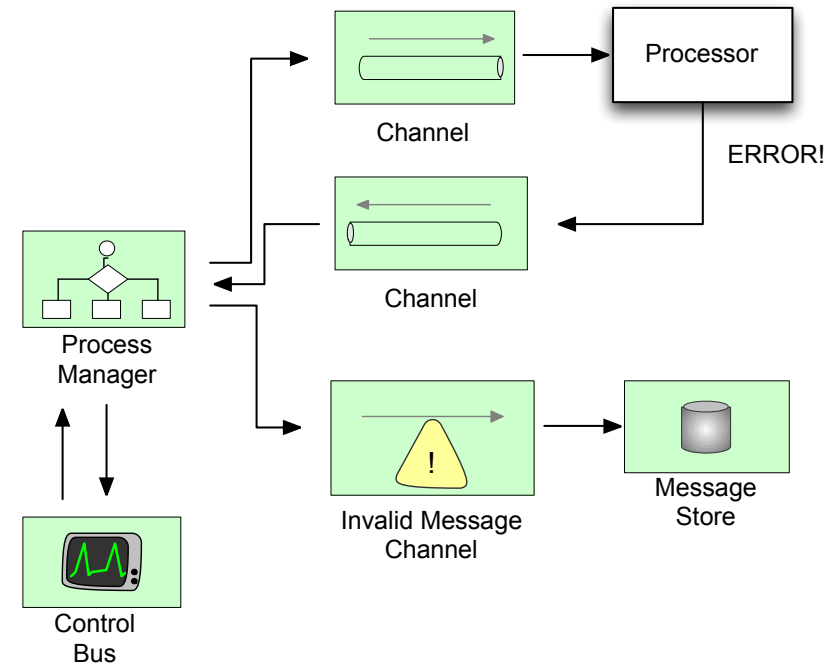 Processor
Channel
ERROR!
Channel
Process
Manager
!
Invalid Message
Channel
Message
Store
Control
Bus